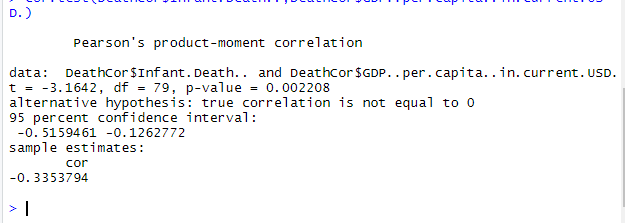 D.)
Pearson's product-moment correlation
data:  DeathCor$Infant.Death.. and DeathCor$GDP..per.capita..in.current.USD.
t = -3.1642, df = 79, p-value = 0.002208
alternative hypothesis: true correlation is not equal to 0
95 percent confidence interval:
-0.5159461 -0.1262772
sample estimates:
cor
-0.3353794
>